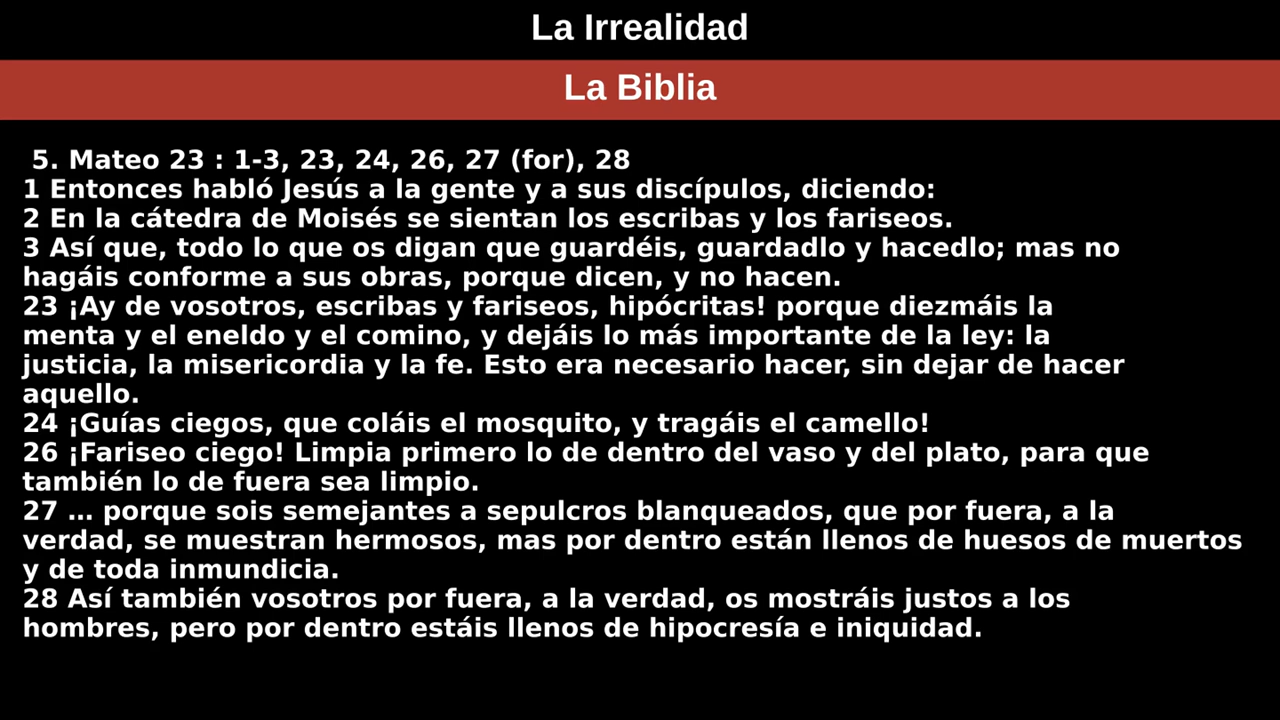 La Irrealidad
La Biblia
5. Mateo 23 : 1-3, 23, 24, 26, 27 (for), 28
1 Entonces habló Jesús a la gente y a sus discípulos, diciendo:
2 En la cátedra de Moisés se sientan los escribas y los fariseos.
3 Así que, todo lo que os digan que guardéis, guardadlo y hacedlo; mas no
hagáis conforme a sus obras, porque dicen, y no hacen.
23 ¡Ay de vosotros, escribas y fariseos, hipócritas! porque diezmáis la
menta y el eneldo y el comino, y dejáis lo más importante de la ley: la
justicia, la misericordia y la fe. Esto era necesario hacer, sin dejar de hacer
aquello.
24 ¡Guías ciegos, que coláis el mosquito, y tragáis el camello!
26 ¡Fariseo ciego! Limpia primero lo de dentro del vaso y del plato, para que
también lo de fuera sea limpio.
27 … porque sois semejantes a sepulcros blanqueados, que por fuera, a la
verdad, se muestran hermosos, mas por dentro están llenos de huesos de muertos
y de toda inmundicia.
28 Así también vosotros por fuera, a la verdad, os mostráis justos a los
hombres, pero por dentro estáis llenos de hipocresía e iniquidad.